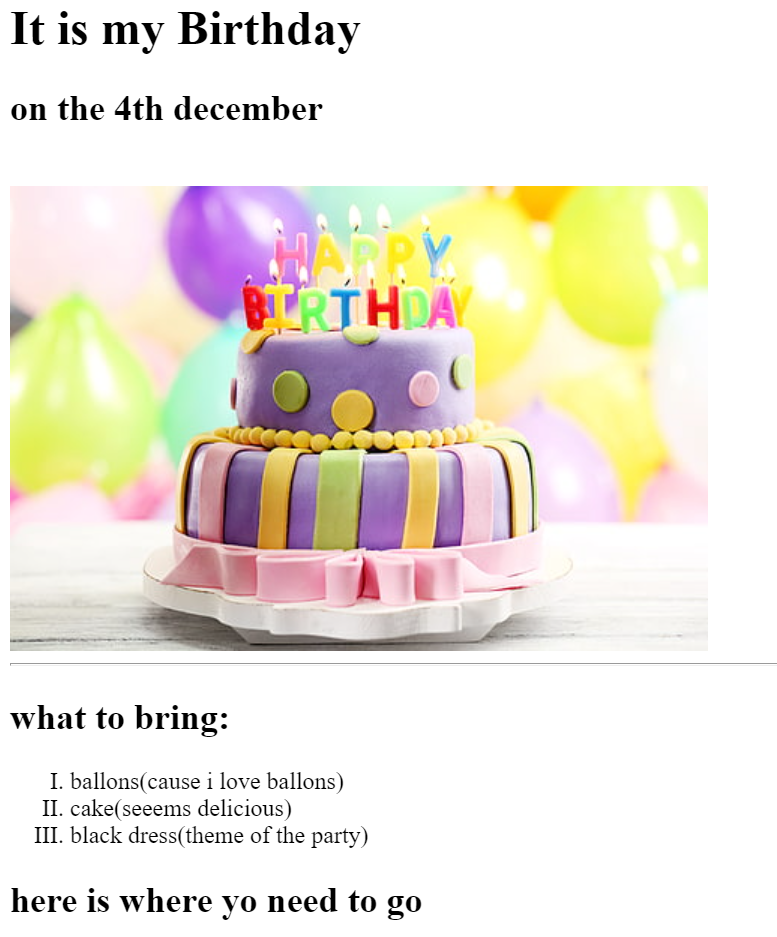 It is my Birthday
on the 4th december
HAPPY
BIRTHDAY
what to bring:
I. ballons(cause i love ballons)
II. cake(seeems delicious)
III. black dress(theme of the party)
here is where yo need to go